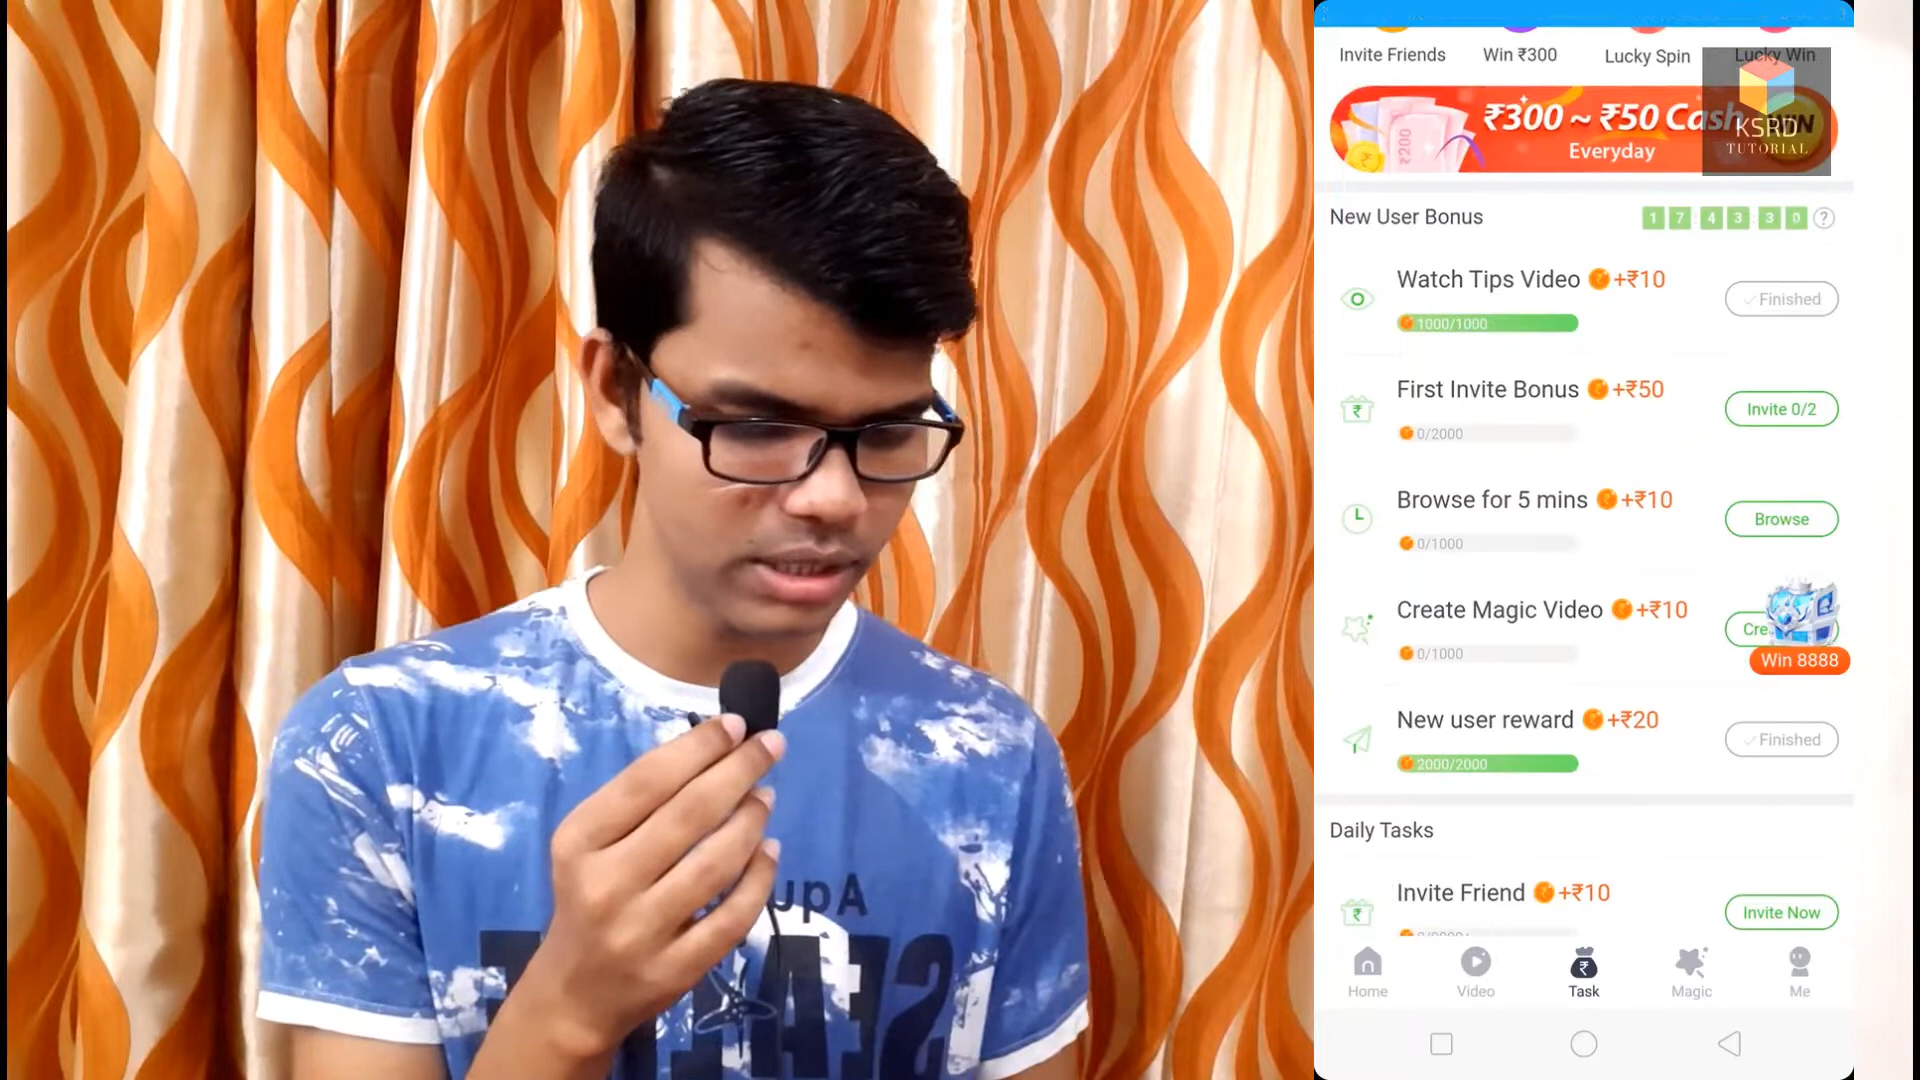 Invite Friends
Win ₹300
Lucky Spin
Lucky Win
₹300 ~ ₹50 Cash
WIN
Everyday
KSRD
TUTORIAL
New User Bonus
1 7 4 3 3 0 ?
Watch Tips Video +₹10
1000/1000
Finished
First Invite Bonus +₹50
0/2000
Invite 0/2
Browse for 5 mins +₹10
0/1000
Browse
Create Magic Video +₹10
0/1000
Win 8888
New user reward +₹20
2000/2000
Finished
Daily Tasks
Invite Friend +₹10
Invite Now
Home
Video
Task
Magic
Me